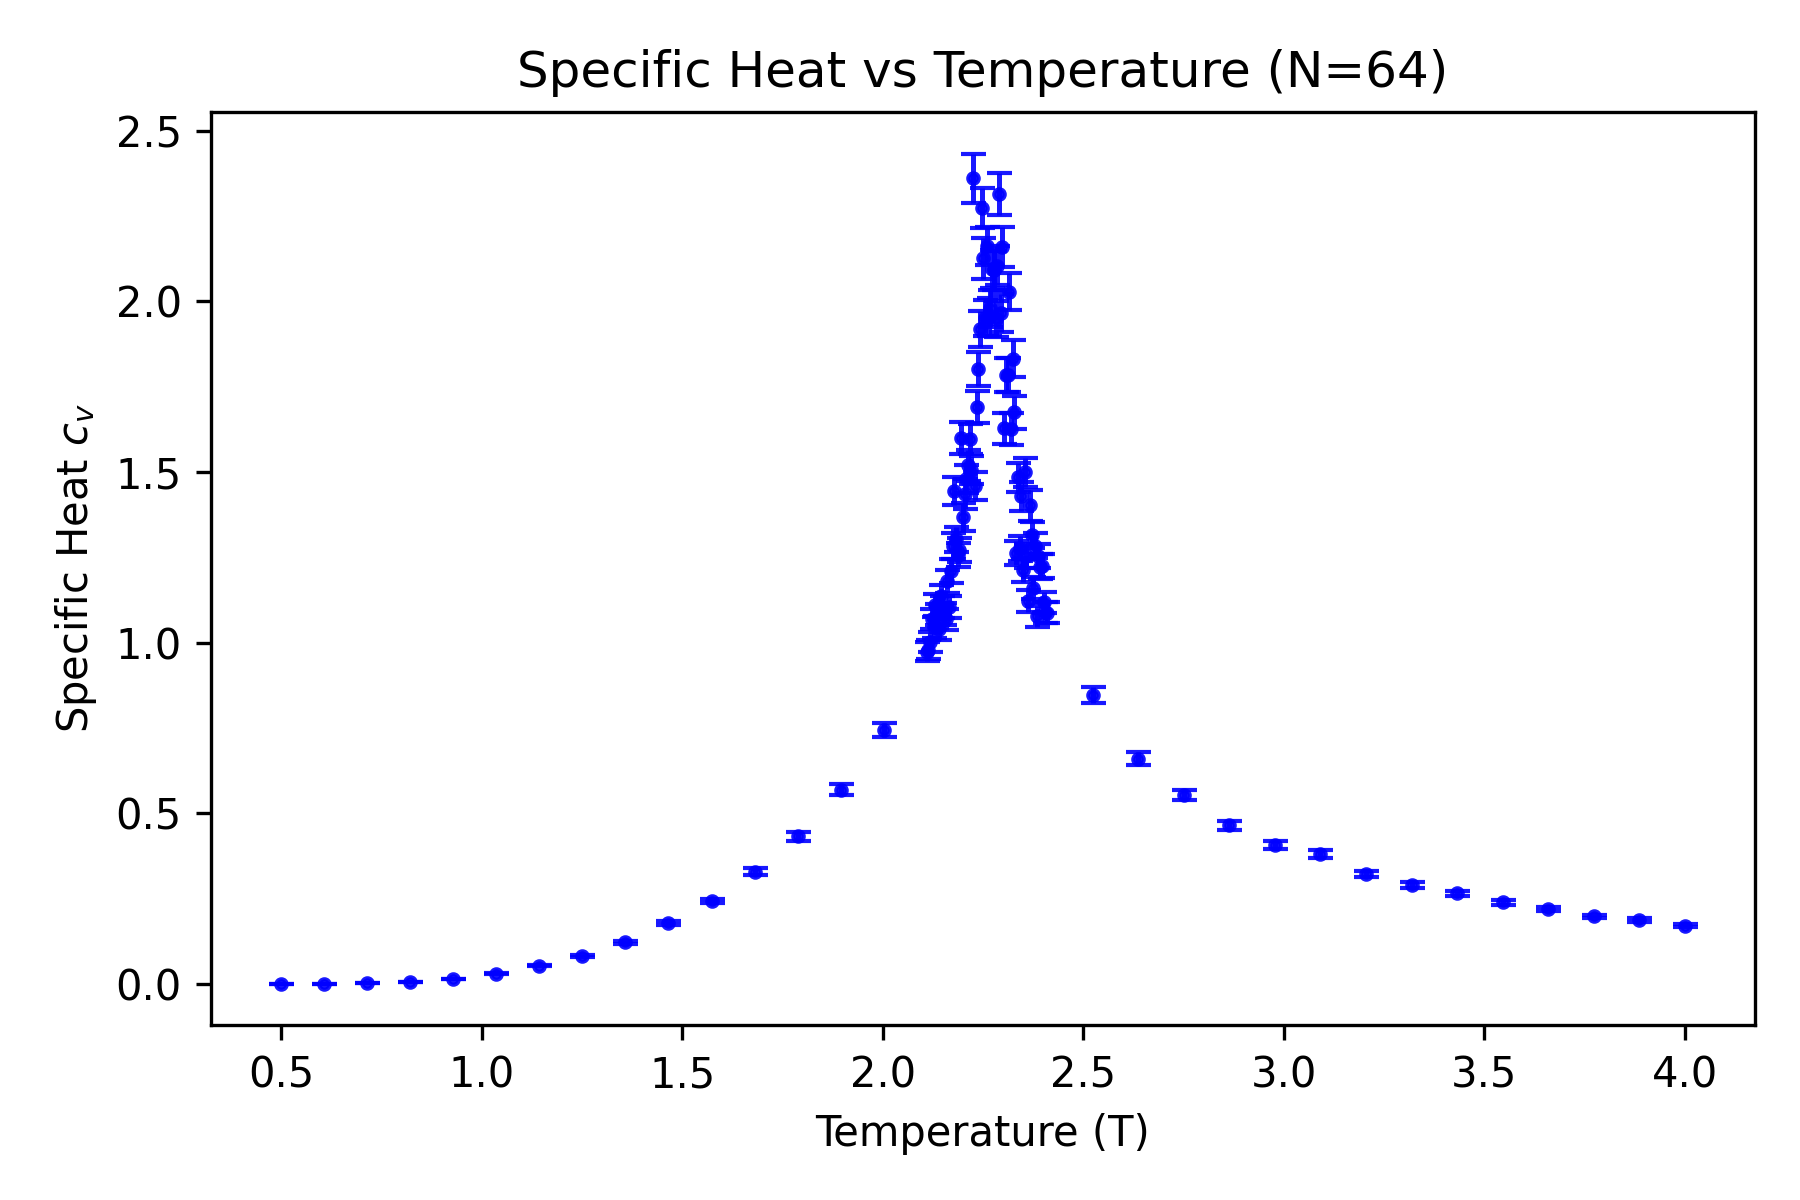 Specific Heat vs Temperature (N=64)
2.5
2.0
1.5
1.0
0.5
0.0
Specific Heat cᵥ
0.5 1.0 1.5 2.0 2.5 3.0 3.5 4.0
Temperature (T)